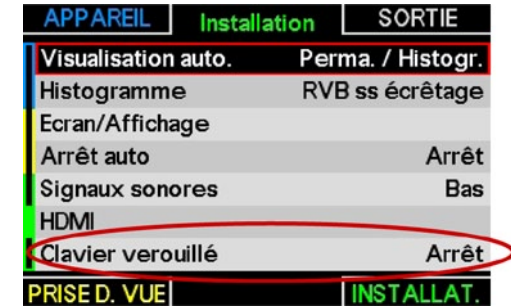 APPAREIL Installation SORTIE
Visualisation auto. Perma. / Histogr.
Histogramme RVB ss écrêtage
Ecran/Affichage
Arrêt auto Arrêt
Signaux sonores Bas
HDMI
Clavier verouillé Arrêt
PRISE D. VUE INSTALLAT.